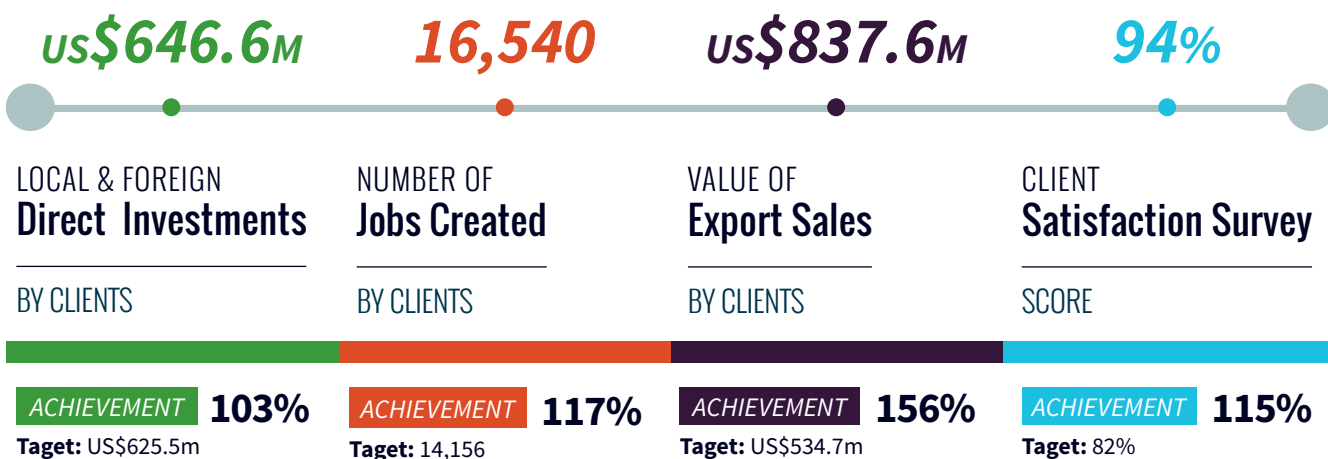 US$646.6M
16,540
US$837.6M
94%
LOCAL & FOREIGN
Direct Investments
BY CLIENTS
NUMBER OF
Jobs Created
BY CLIENTS
VALUE OF
Export Sales
BY CLIENTS
CLIENT
Satisfaction Survey
SCORE
ACHIEVEMENT 103%
Taget: US$625.5m
ACHIEVEMENT 117%
Taget: 14,156
ACHIEVEMENT 156%
Taget: US$534.7m
ACHIEVEMENT 115%
Taget: 82%